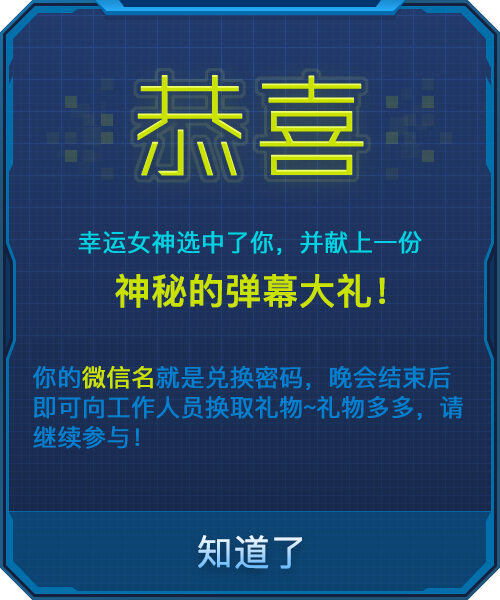 恭喜
幸运女神选中了你，并献上一份
神秘的弹幕大礼！
你的微信名就是兑换密码，晚会结束后
即可向工作人员换取礼物~礼物多多，请
继续参与！
知道了